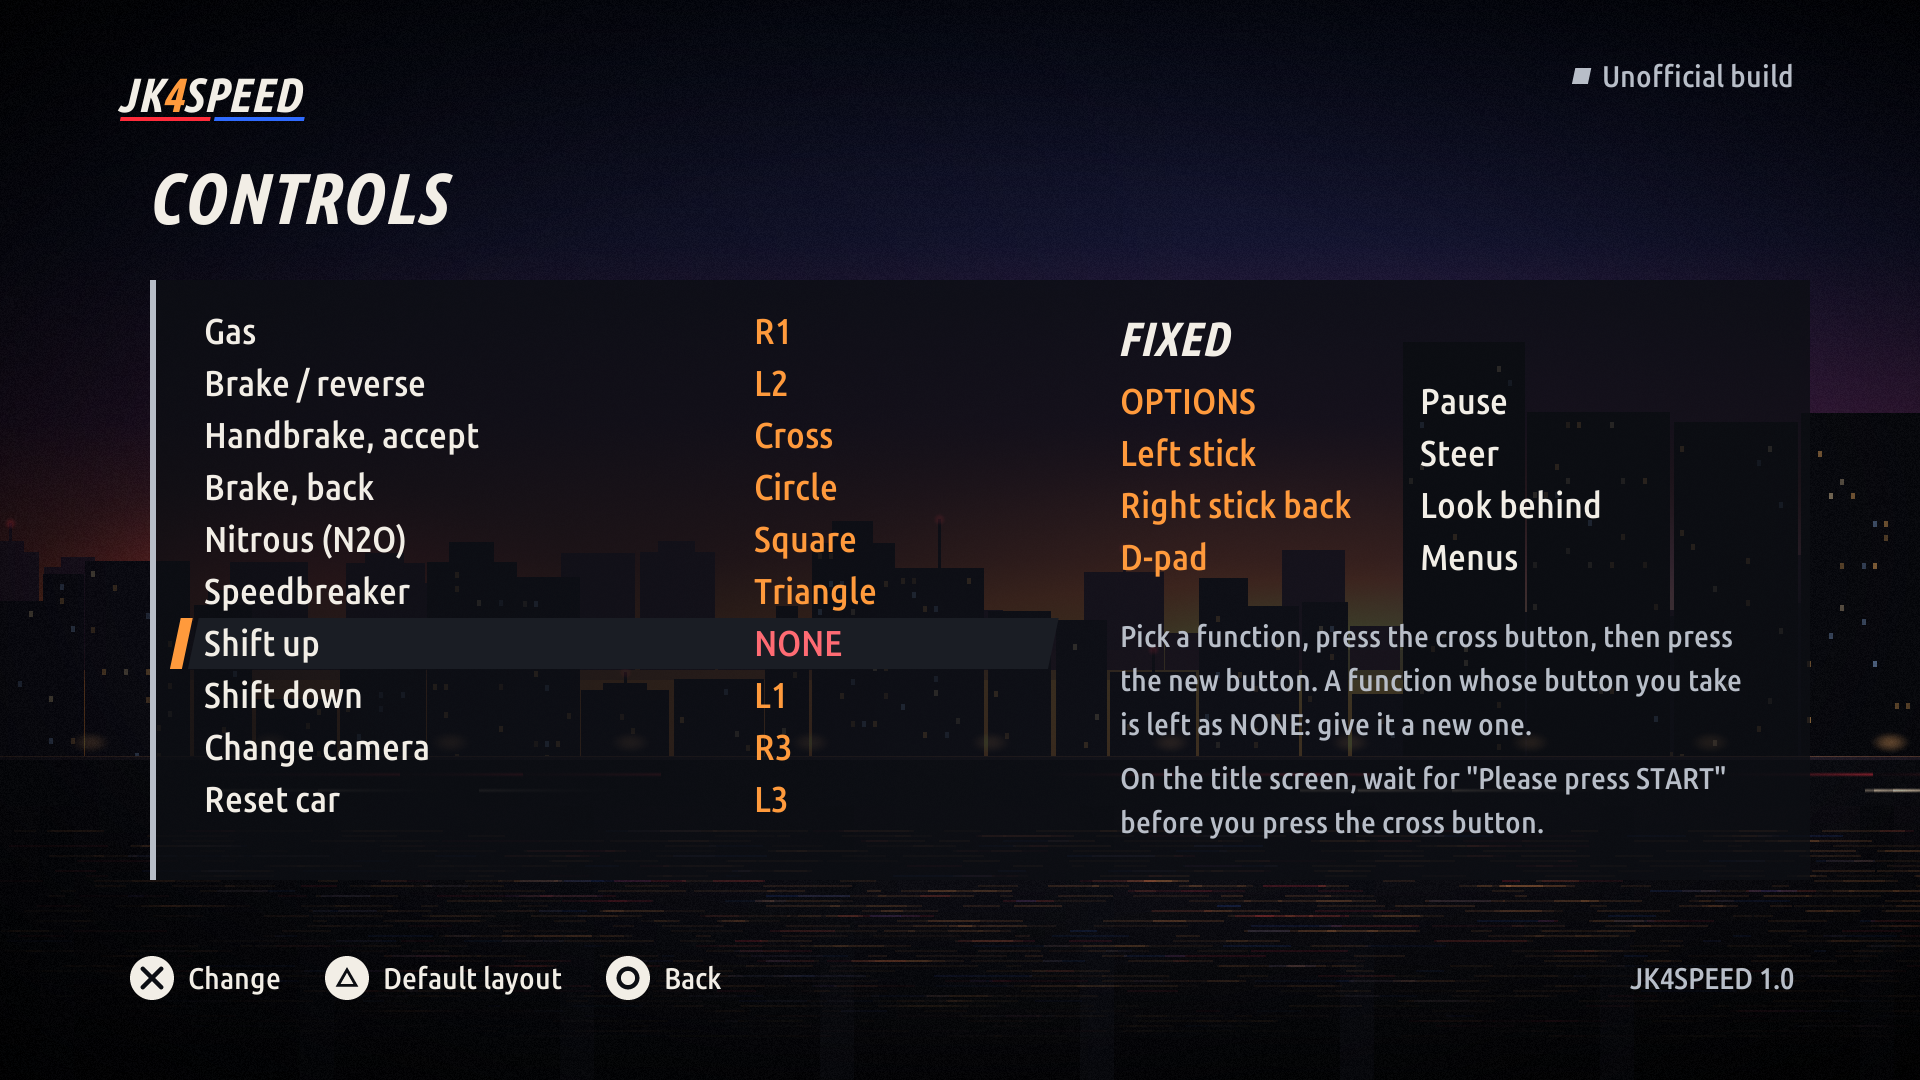 JK4SPEED
Unofficial build
CONTROLS
Gas R1
Brake / reverse L2
Handbrake, accept Cross
Brake, back Circle
Nitrous (N2O) Square
Speedbreaker Triangle
Shift up NONE
Shift down L1
Change camera R3
Reset car L3
FIXED
OPTIONS Pause
Left stick Steer
Right stick back Look behind
D-pad Menus
Pick a function, press the cross button, then press
the new button. A function whose button you take
is left as NONE: give it a new one.
On the title screen, wait for "Please press START"
before you press the cross button.
Change Default layout Back
JK4SPEED 1.0